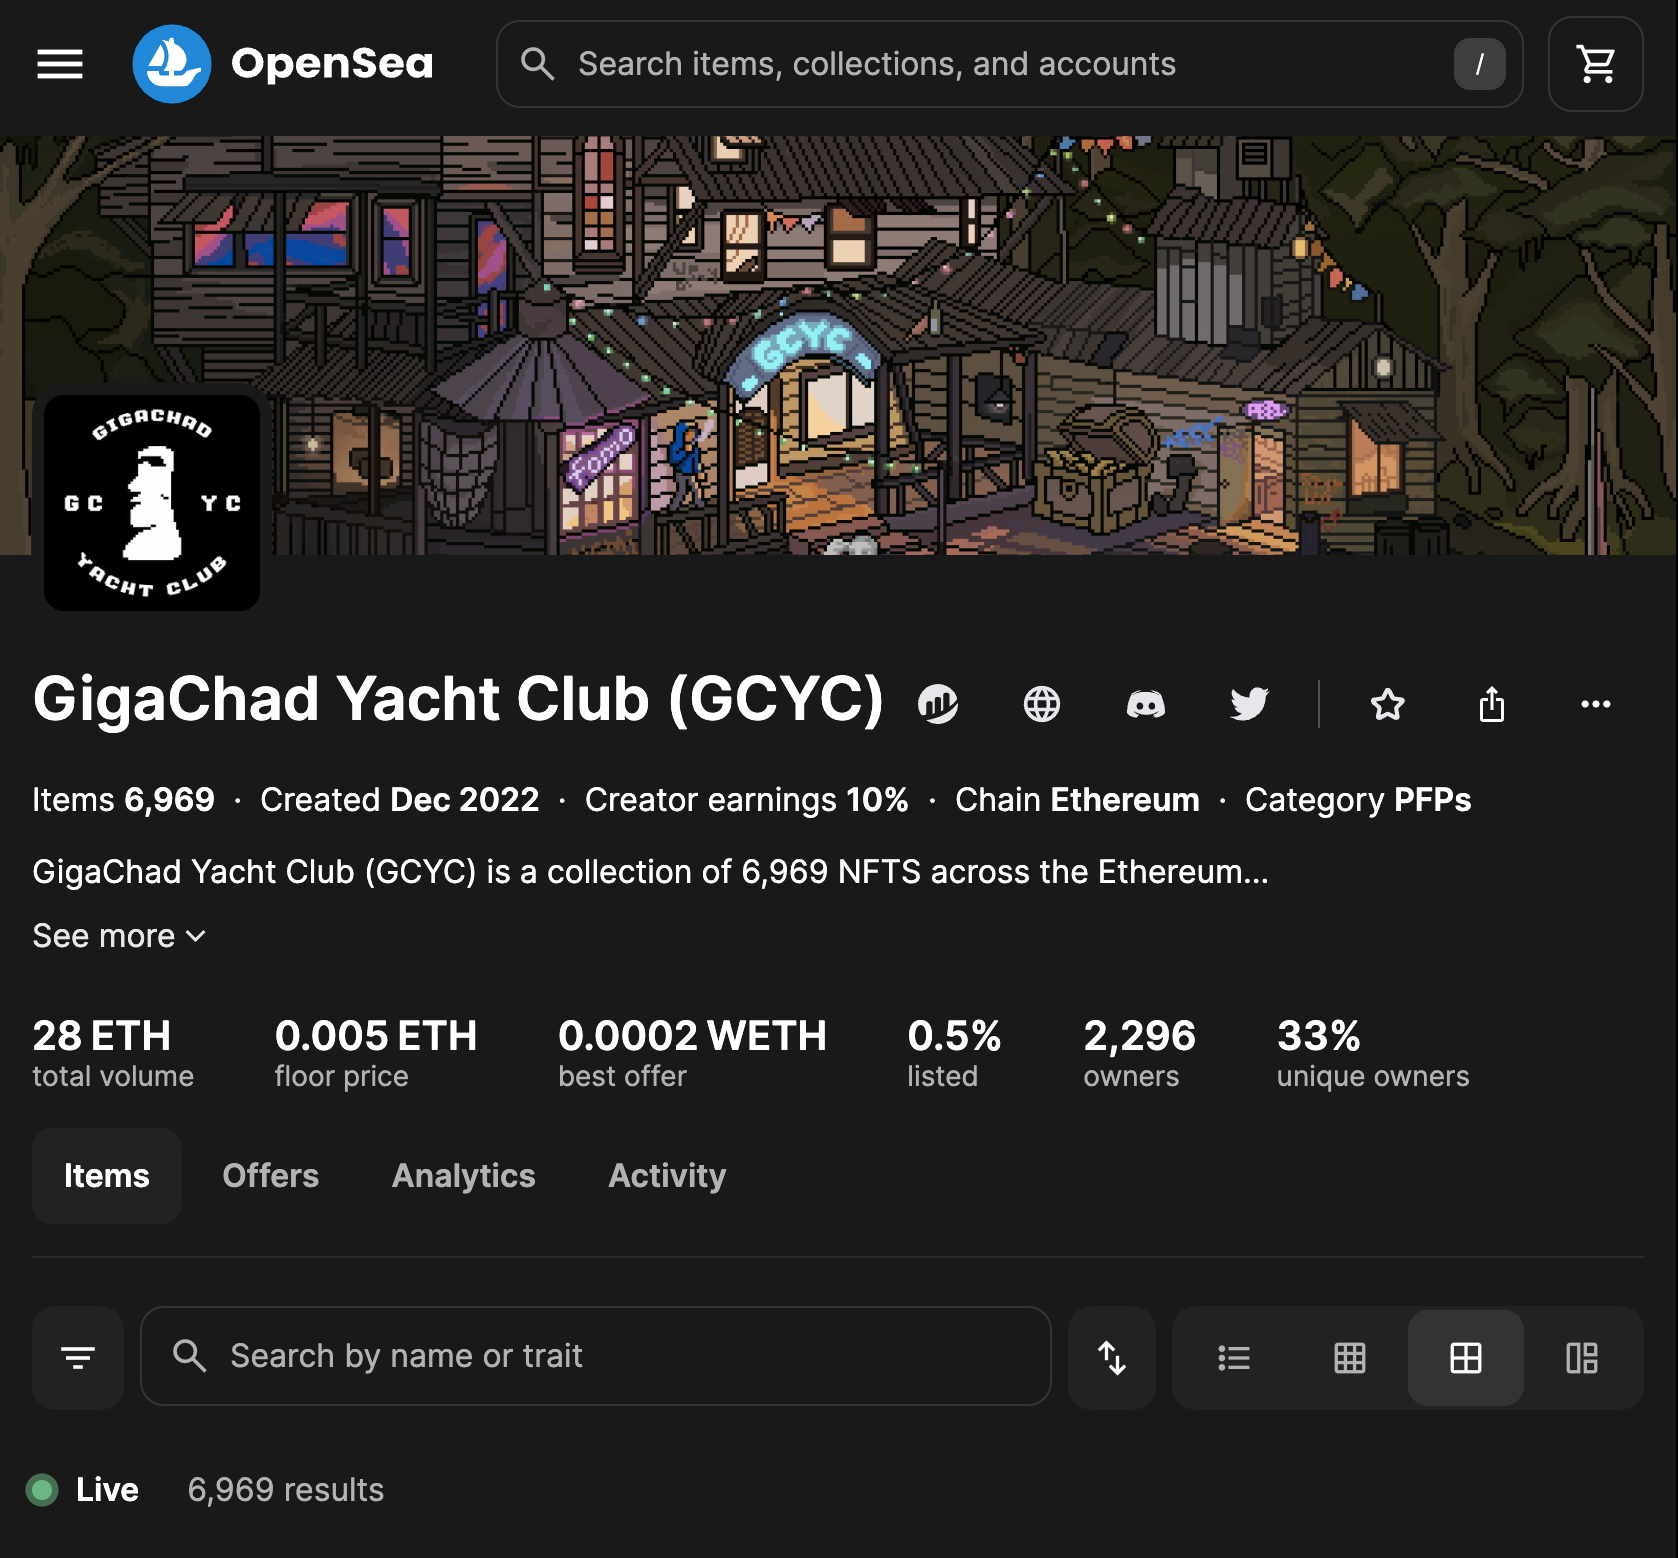 OpenSea
Search items, collections, and accounts
/
GCYC
FOMO
GIGACHAD
GC YC
YACHT CLUB
GigaChad Yacht Club (GCYC)
Items 6,969 · Created Dec 2022 · Creator earnings 10% · Chain Ethereum · Category PFPs
GigaChad Yacht Club (GCYC) is a collection of 6,969 NFTS across the Ethereum...
See more
28 ETH 0.005 ETH 0.0002 WETH 0.5% 2,296 33%
total volume floor price best offer listed owners unique owners
Items Offers Analytics Activity
Search by name or trait
Live 6,969 results